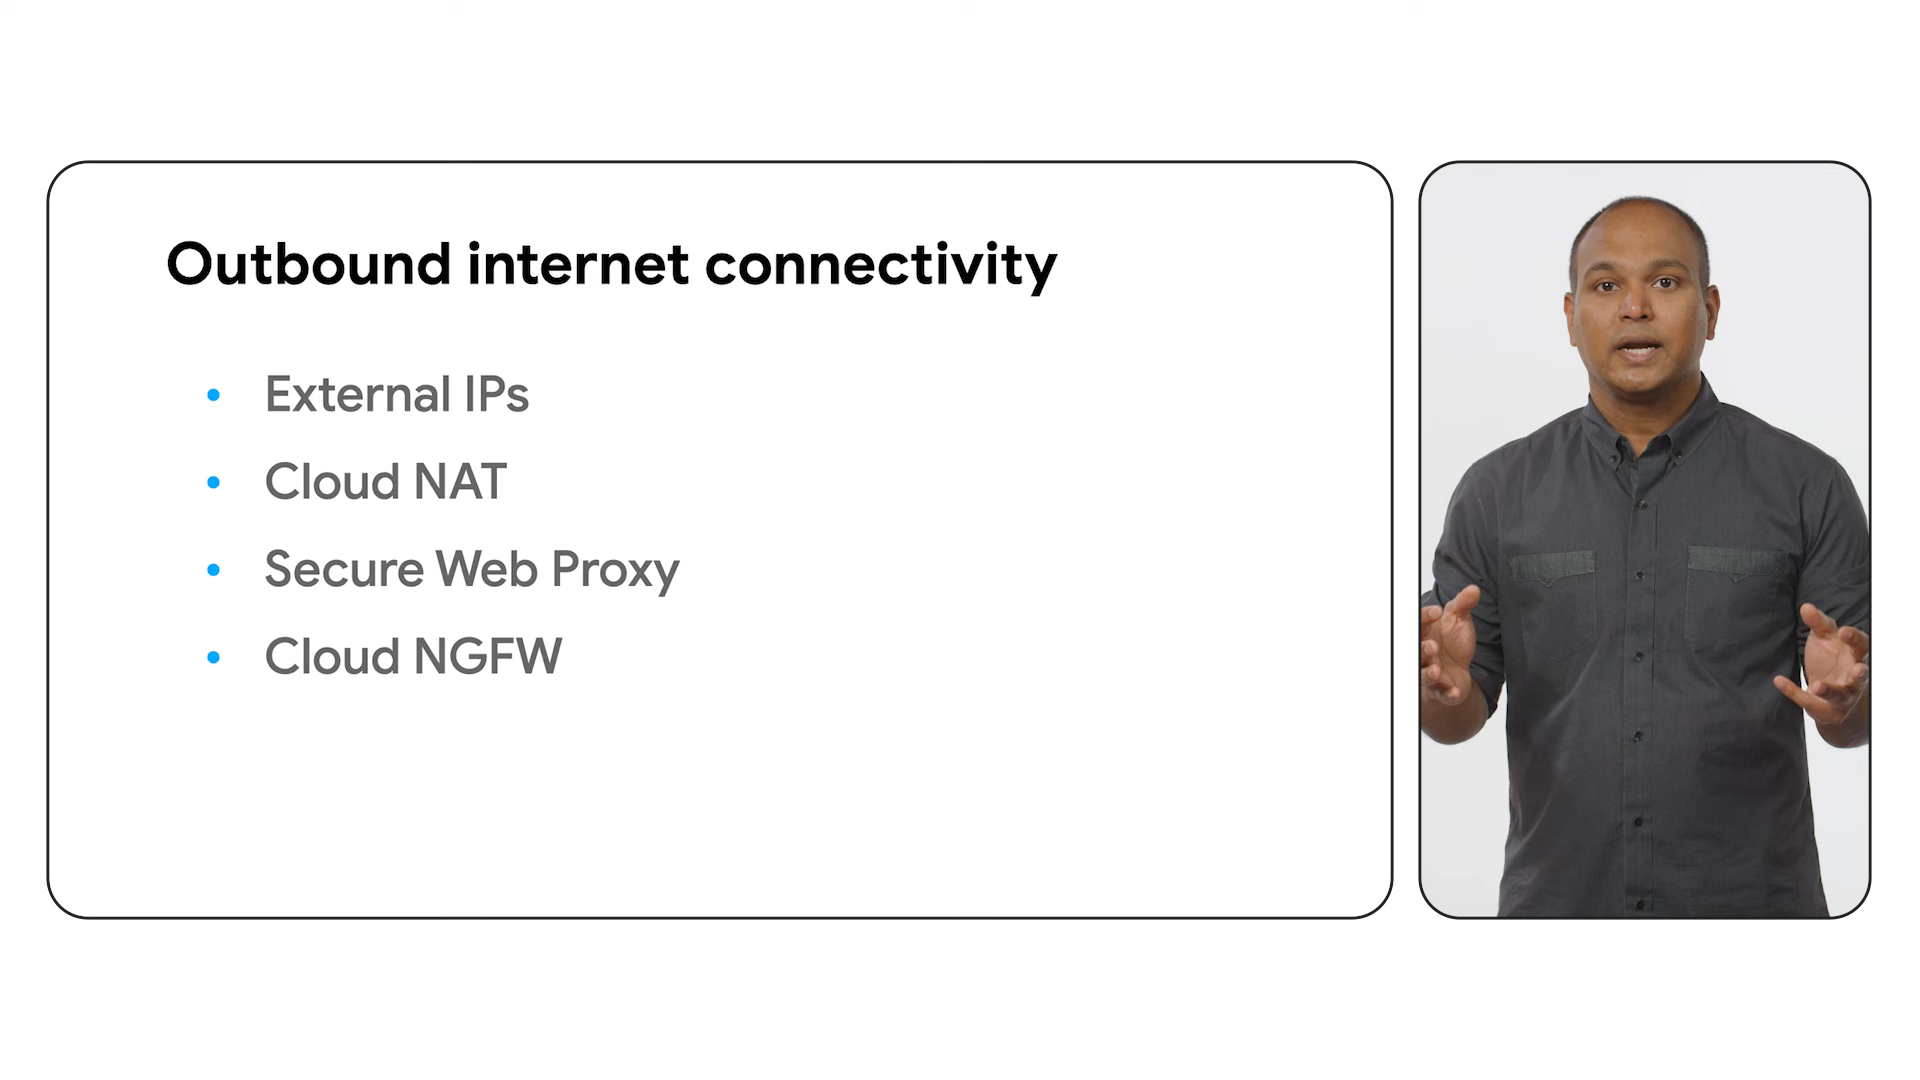 Outbound internet connectivity
• External IPs
• Cloud NAT
• Secure Web Proxy
• Cloud NGFW